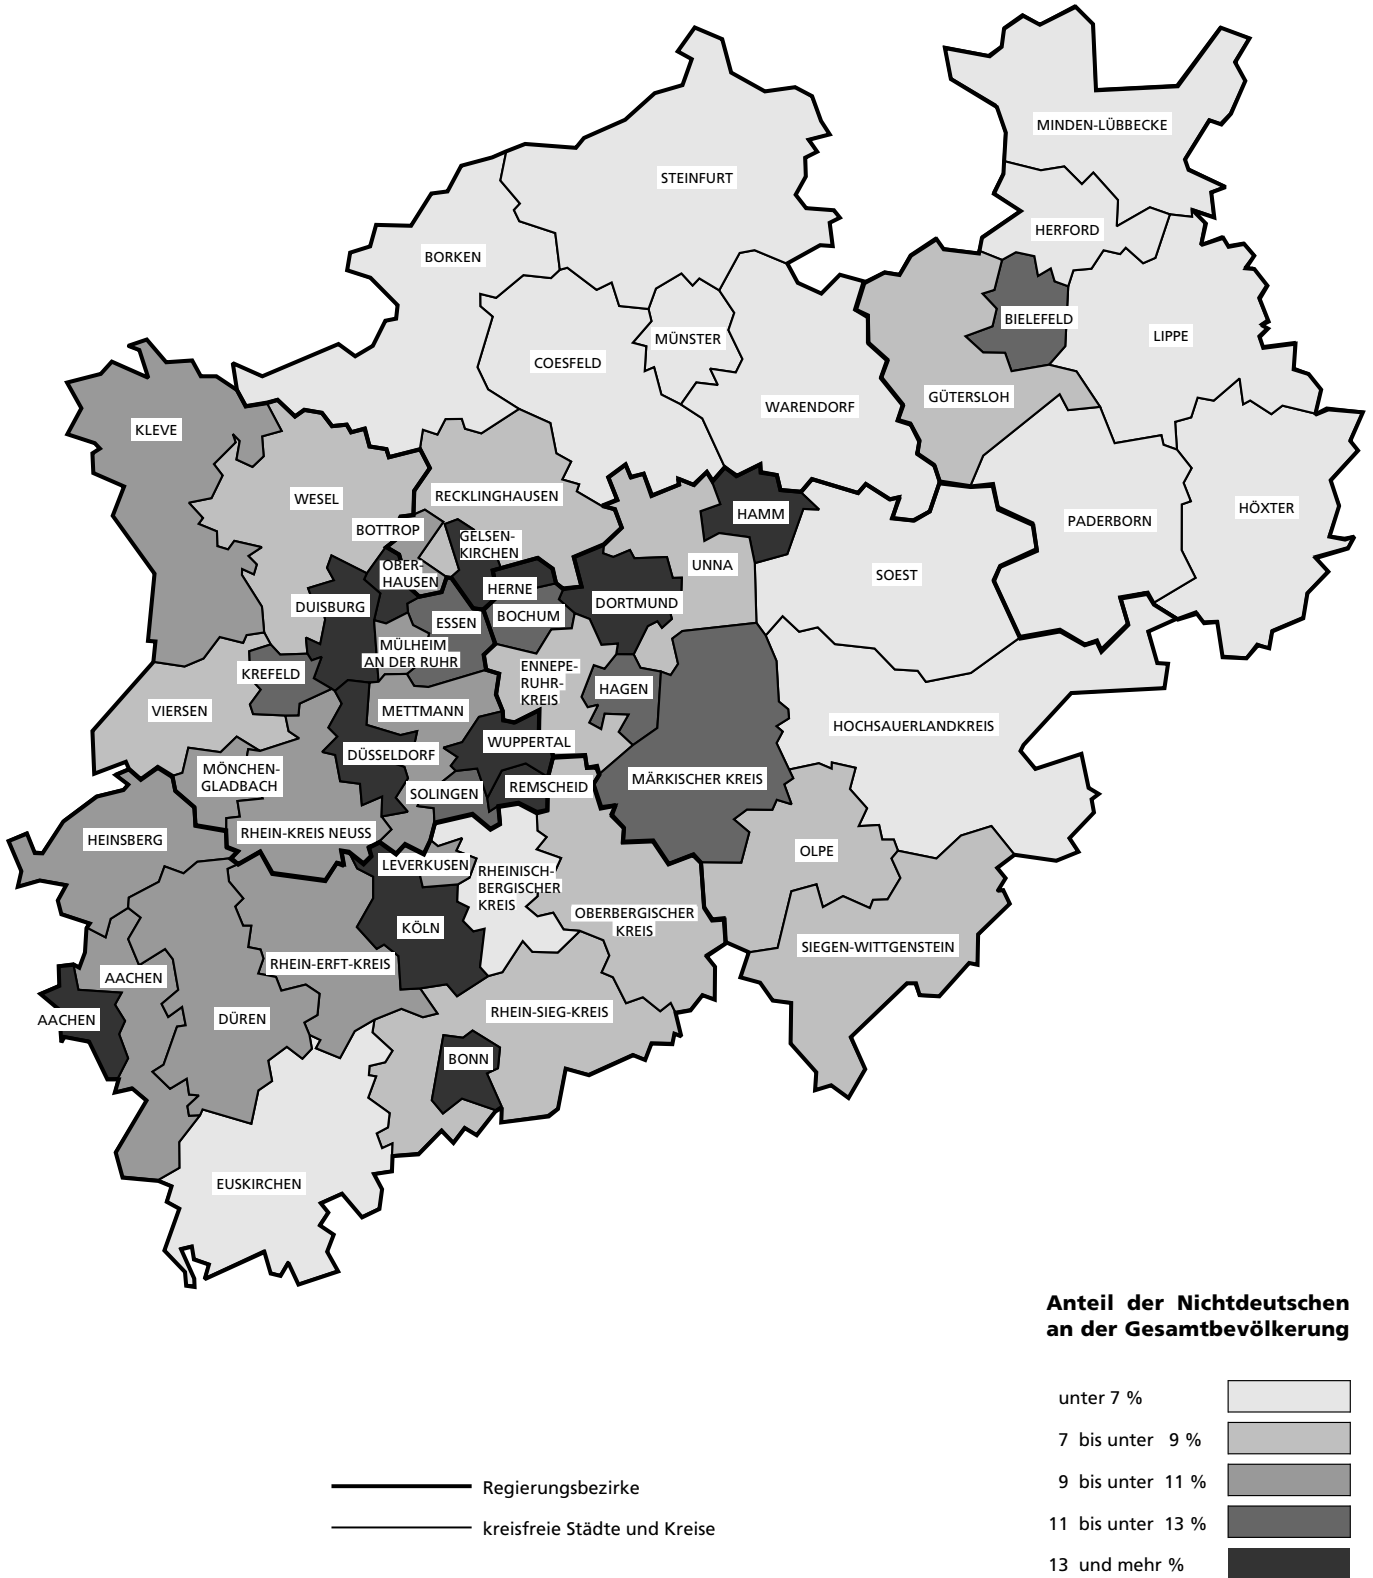 MINDEN-LÜBBECKE
STEINFURT
HERFORD
BORKEN
BIELEFELD
LIPPE
MÜNSTER
COESFELD
GÜTERSLOH
WARENDORF
KLEVE
WESEL
RECKLINGHAUSEN
HÖXTER
HAMM
PADERBORN
BOTTROP
GELSEN-
KIRCHEN
OBER-
HAUSEN
UNNA
SOEST
HERNE
DUISBURG
DORTMUND
BOCHUM
ESSEN
MÜLHEIM
AN DER RUHR
KREFELD
ENNEPE-
RUHR-
KREIS
HAGEN
VIERSEN
METTMANN
HOCHSAUERLANDKREIS
WUPPERTAL
DÜSSELDORF
MÖNCHEN-
GLADBACH
MÄRKISCHER KREIS
REMSCHEID
SOLINGEN
HEINSBERG
RHEIN-KREIS NEUSS
OLPE
LEVERKUSEN
RHEINISCH-
BERGISCHER
KREIS
OBERBERGISCHER
KREIS
KÖLN
SIEGEN-WITTGENSTEIN
RHEIN-ERFT-KREIS
AACHEN
AACHEN
DÜREN
RHEIN-SIEG-KREIS
BONN
EUSKIRCHEN
Anteil der Nichtdeutschen
an der Gesamtbevölkerung
unter 7 %
7 bis unter 9 %
9 bis unter 11 %
11 bis unter 13 %
13 und mehr %
Regierungsbezirke
kreisfreie Städte und Kreise